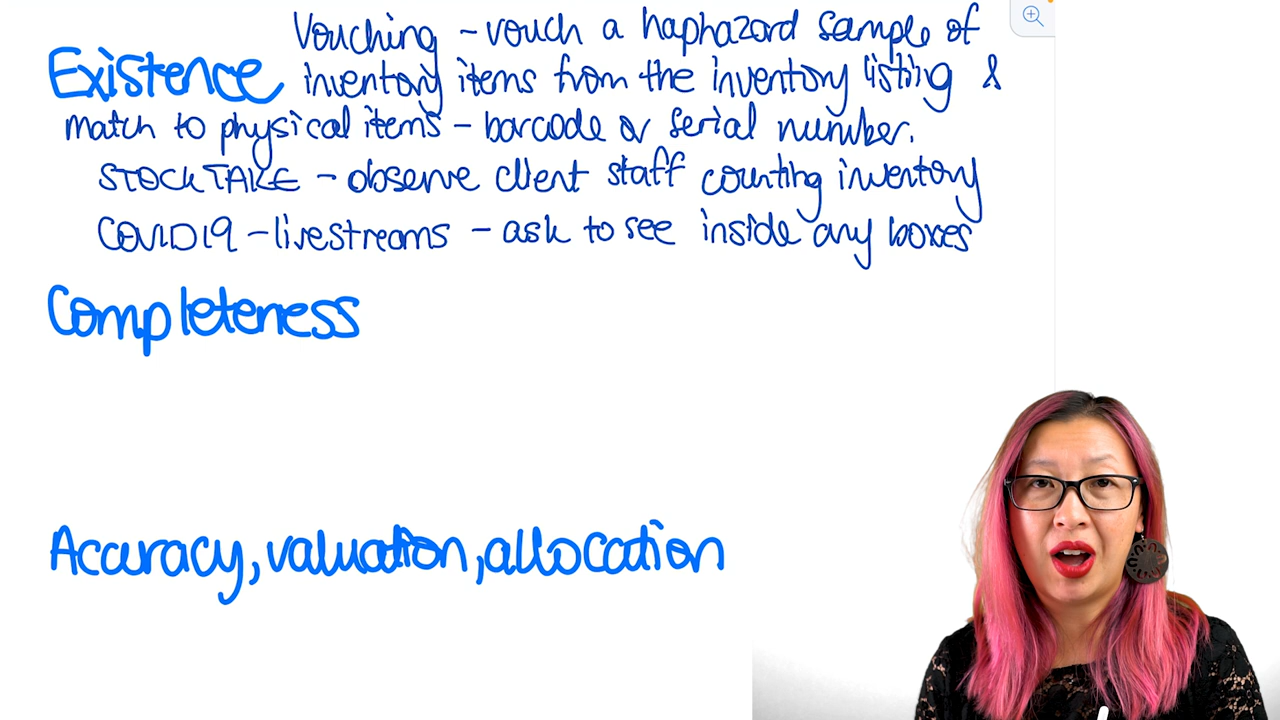 Vouching - vouch a haphazard sample of
Existence inventory items from the inventory listing &
match to physical items - barcode or serial number.
STOCKTAKE - observe client staff counting inventory
COVID19 - livestreams - ask to see inside any boxes
Completeness
Accuracy, valuation, allocation